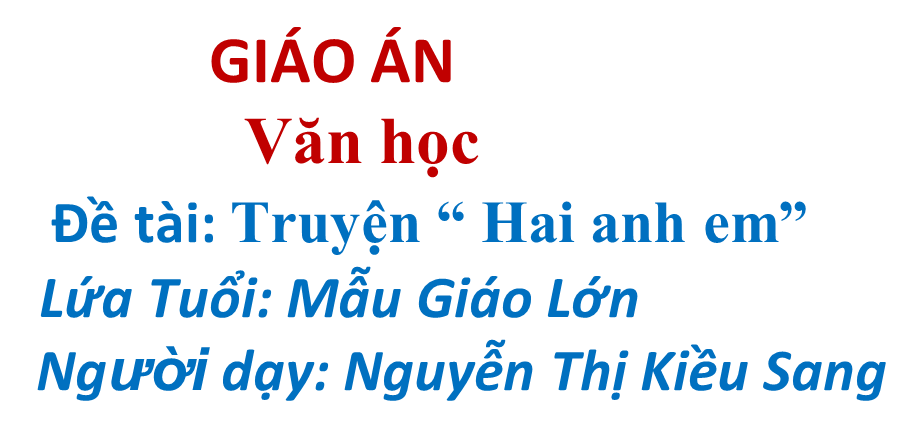 GIÁO ÁN
Văn học
Đề tài: Truyện “ Hai anh em”
Lứa Tuổi: Mẫu Giáo Lớn
Người dạy: Nguyễn Thị Kiều Sang